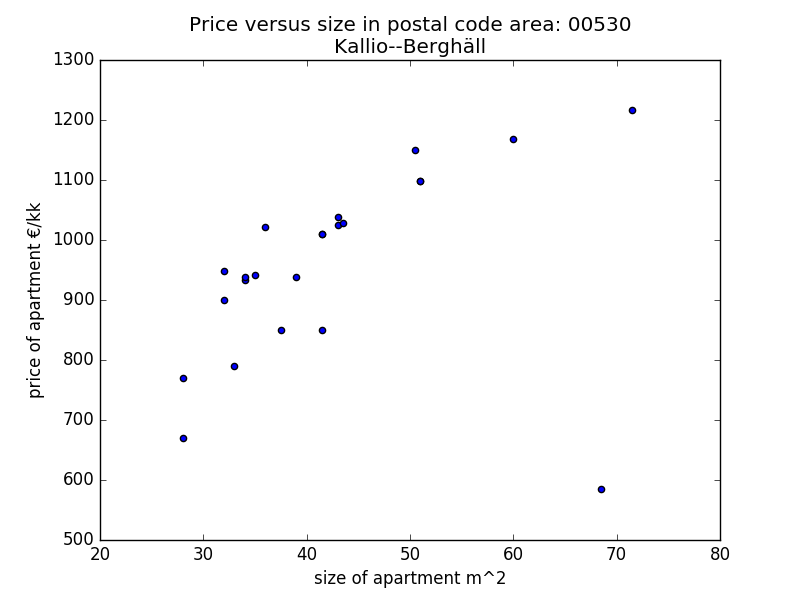 Price versus size in postal code area: 00530
Kallio--Berghäll
1300
1200
1100
1000
900
800
700
600
500
price of apartment €/kk
20 30 40 50 60 70 80
size of apartment m^2